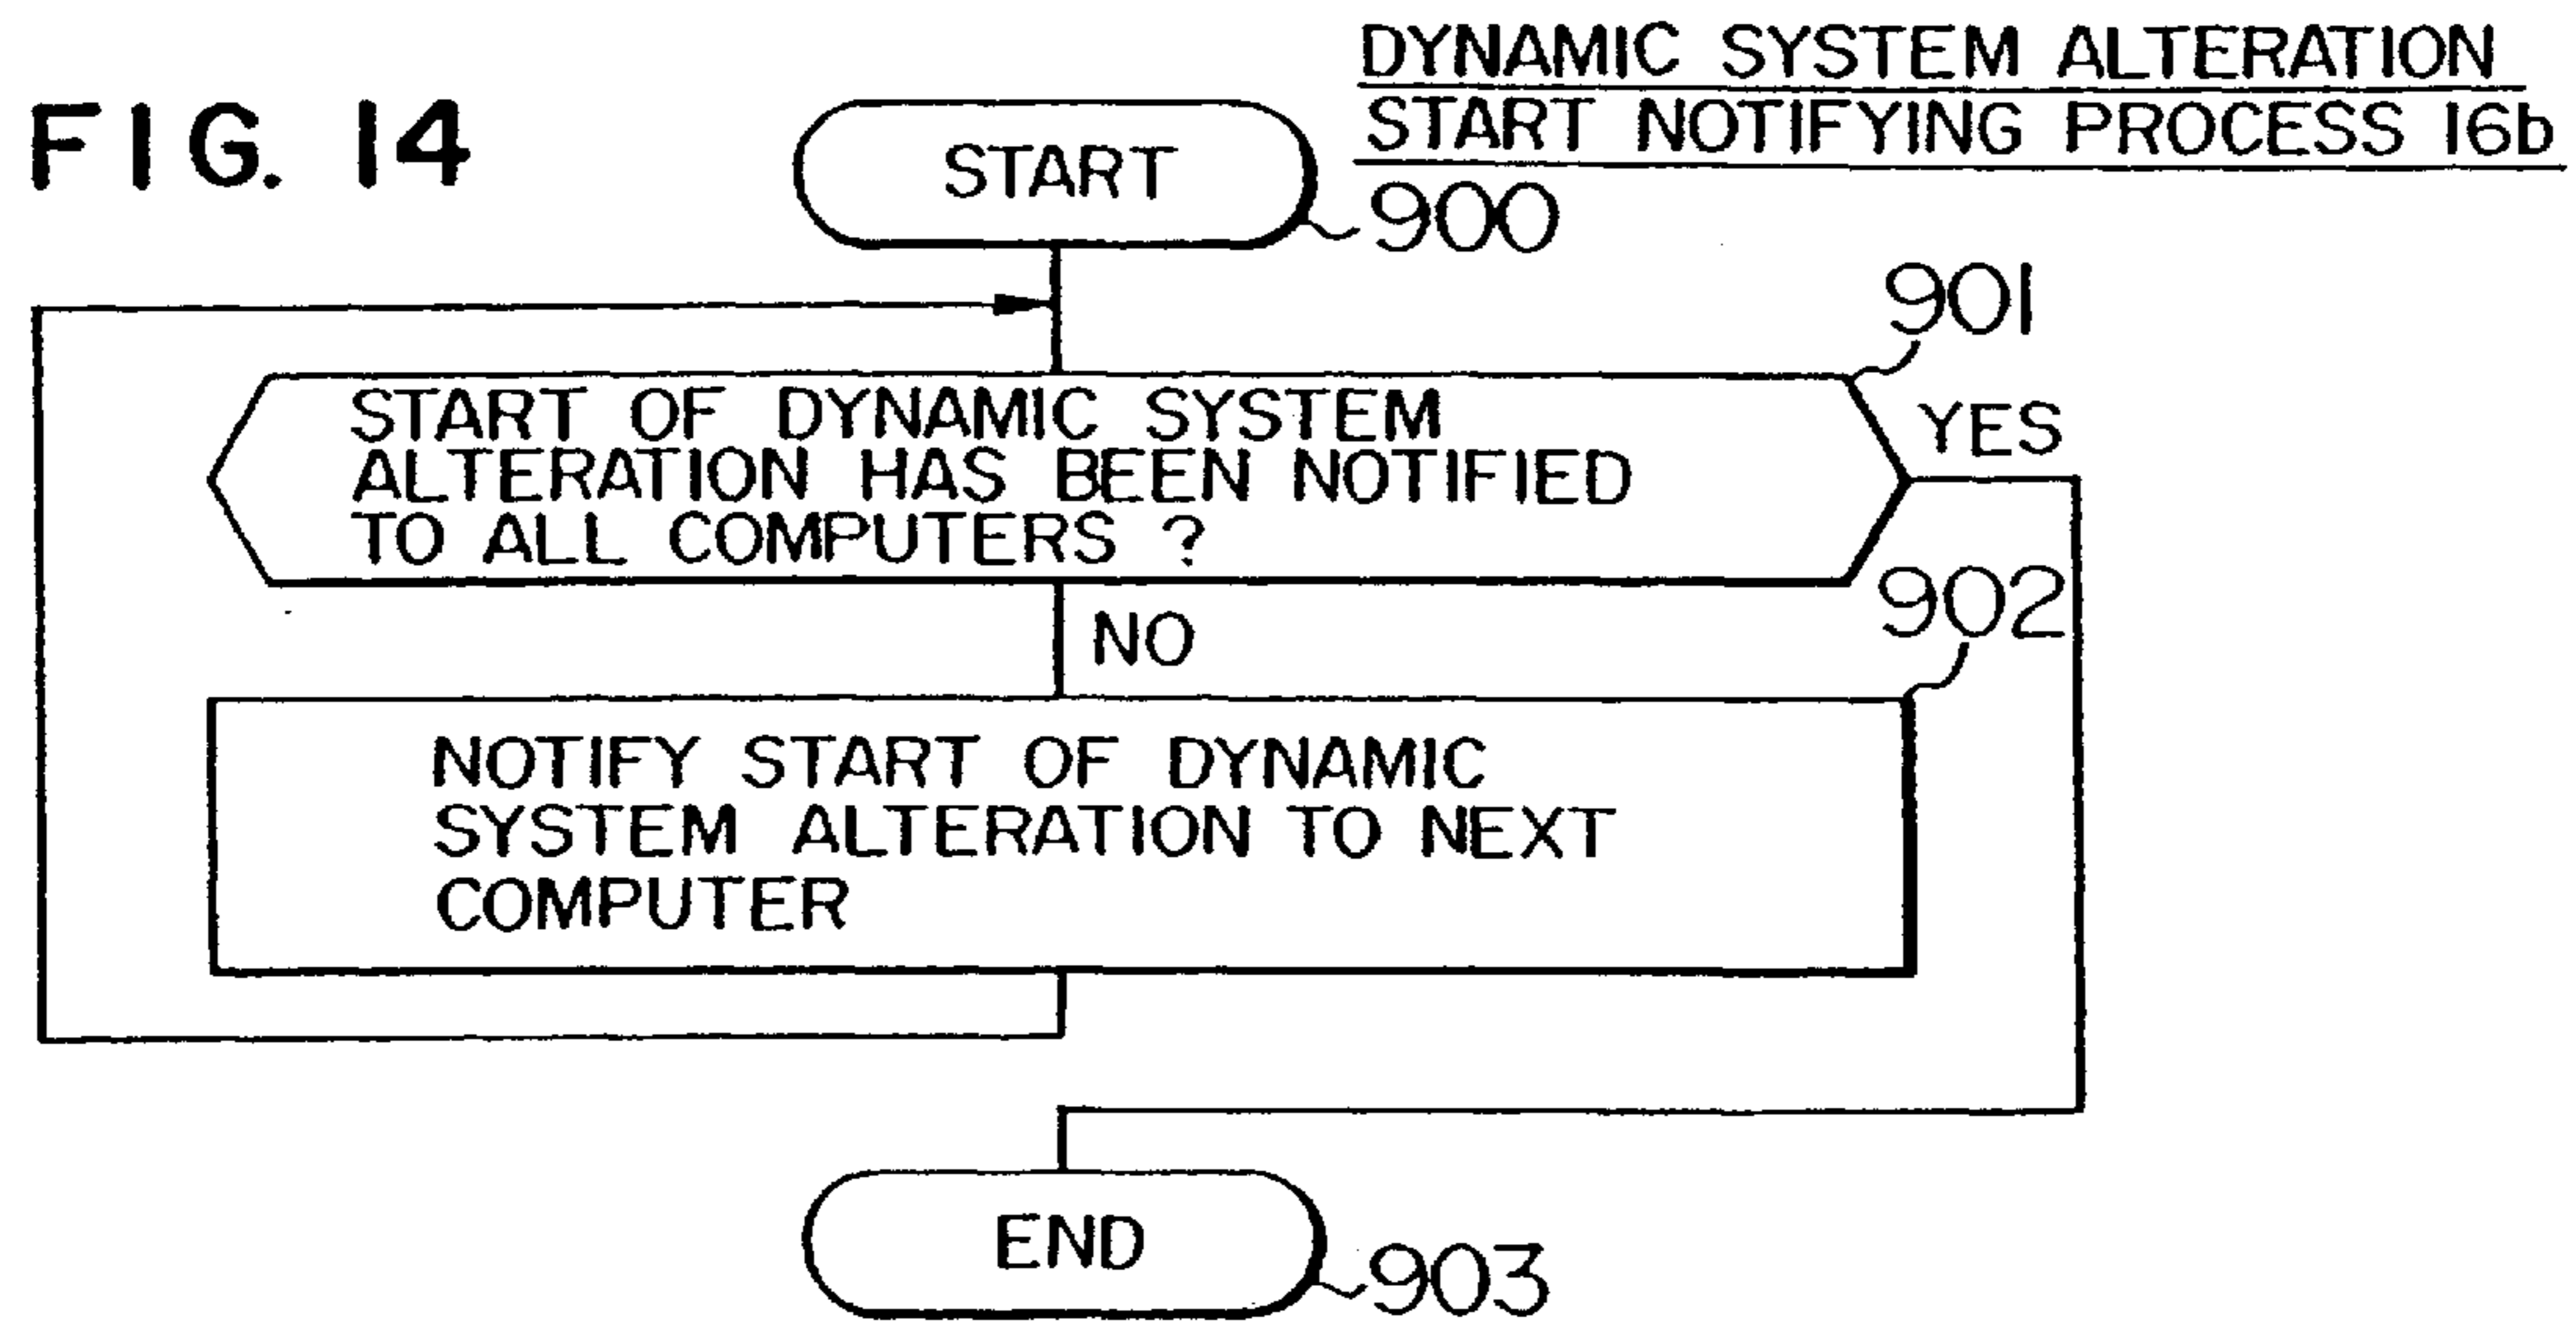 FIG. 14
DYNAMIC SYSTEM ALTERATION
START NOTIFYING PROCESS 16b
START
900
901
START OF DYNAMIC SYSTEM
ALTERATION HAS BEEN NOTIFIED
TO ALL COMPUTERS ?
YES
NO
902
NOTIFY START OF DYNAMIC
SYSTEM ALTERATION TO NEXT
COMPUTER
END
903